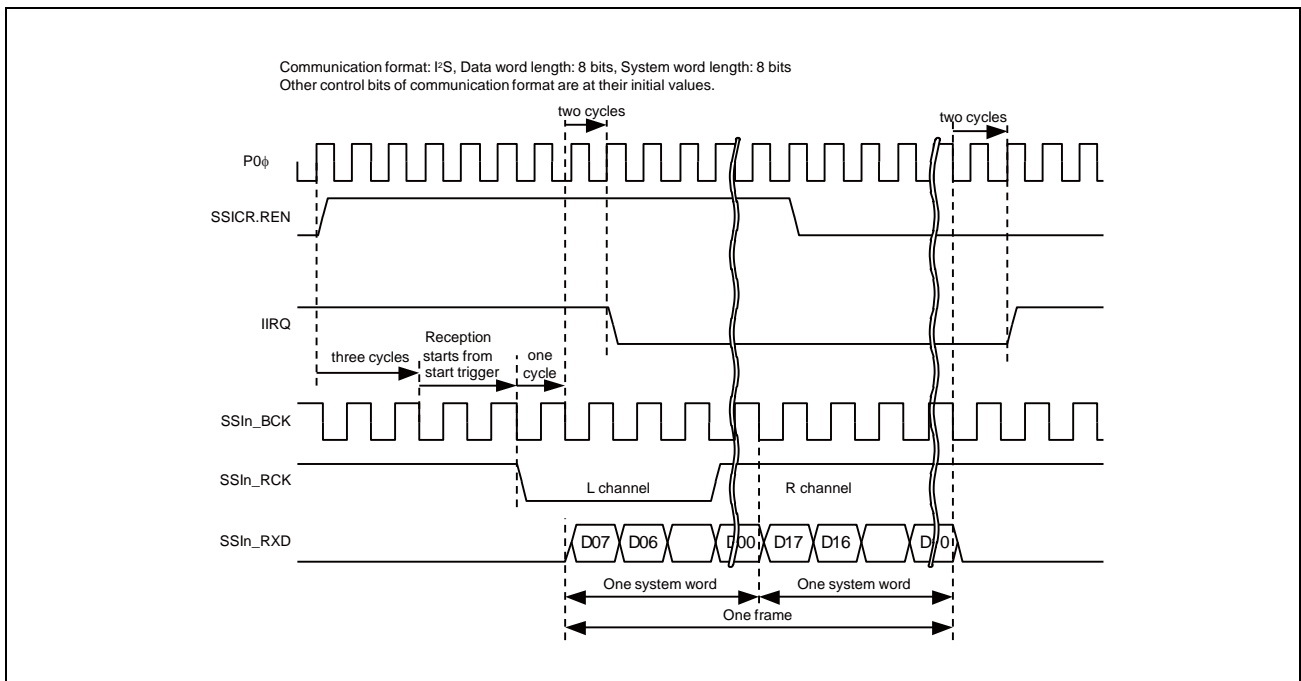 Communication format: I²S, Data word length: 8 bits, System word length: 8 bits
Other control bits of communication format are at their initial values.
two cycles
two cycles
P0ϕ
SSICR.REN
IIRQ
three cycles
Reception
starts from
start trigger
one
cycle
SSIn_BCK
SSIn_RCK
L channel
R channel
SSIn_RXD
D07
D06
D00
D17
D16
One system word
One system word
One frame